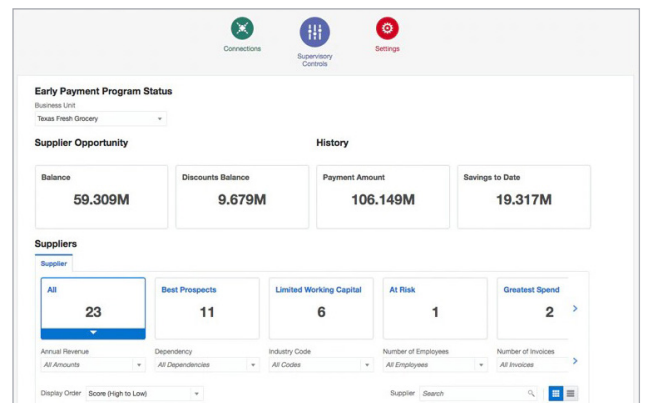 Connections
Supervisory
Controls
Settings
Early Payment Program Status
Business Unit
Texas Fresh Grocery
Supplier Opportunity
History
Balance
59.309M
Discounts Balance
9.679M
Payment Amount
106.149M
Savings to Date
19.317M
Suppliers
Supplier
All
23
Best Prospects
11
Limited Working Capital
6
At Risk
1
Greatest Spend
2
Annual Revenue
All Amounts
Dependency
All Dependencies
Industry Code
All Codes
Number of Employees
All Employees
Number of Invoices
All Invoices
Display Order Score (High to Low)
Supplier Search